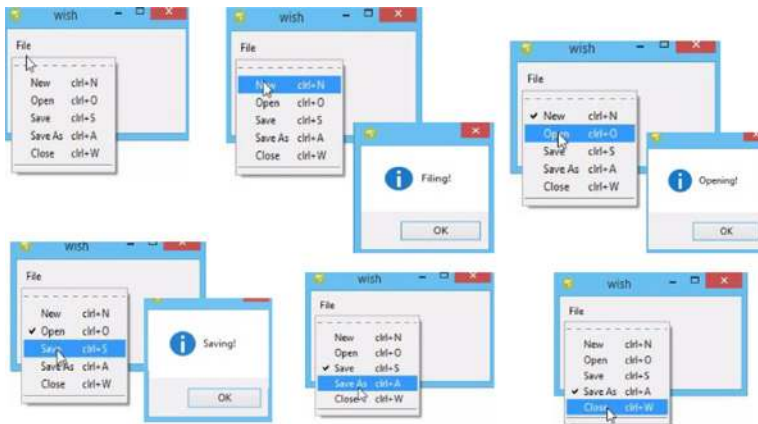 wish
File
New ctrl+N
Open ctrl+O
Save ctrl+S
Save As ctrl+A
Close ctrl+W
wish
File
New ctrl+N
Open ctrl+O
Save ctrl+S
Save As ctrl+A
Close ctrl+W
Filing!
OK
wish
File
New ctrl+N
Open ctrl+O
Save ctrl+S
Save As ctrl+A
Close ctrl+W
Opening!
OK
wish
File
New ctrl+N
Open ctrl+O
Save ctrl+S
Save As ctrl+A
Close ctrl+W
Saving!
OK
wish
File
New ctrl+N
Open ctrl+O
Save ctrl+S
Save As ctrl+A
Close ctrl+W
wish
File
New ctrl+N
Open ctrl+O
Save ctrl+S
Save As ctrl+A
Close ctrl+W